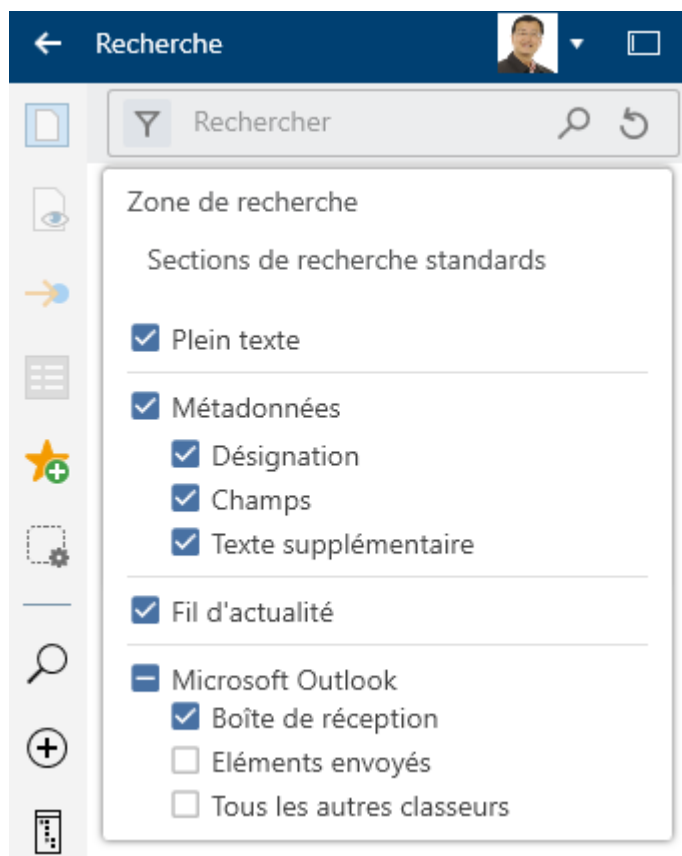 Recherche
Rechercher
Zone de recherche
Sections de recherche standards
Plein texte
Métadonnées
Désignation
Champs
Texte supplémentaire
Fil d'actualité
Microsoft Outlook
Boîte de réception
Eléments envoyés
Tous les autres classeurs